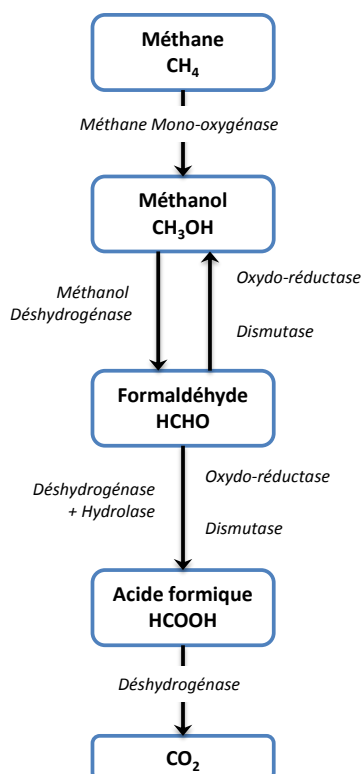 Méthane
CH₄
Méthane Mono-oxygénase
Méthanol
CH₃OH
Méthanol
Déshydrogénase
Oxydo-réductase
Dismutase
Formaldéhyde
HCHO
Déshydrogénase
+ Hydrolase
Oxydo-réductase
Dismutase
Acide formique
HCOOH
Déshydrogénase
CO₂